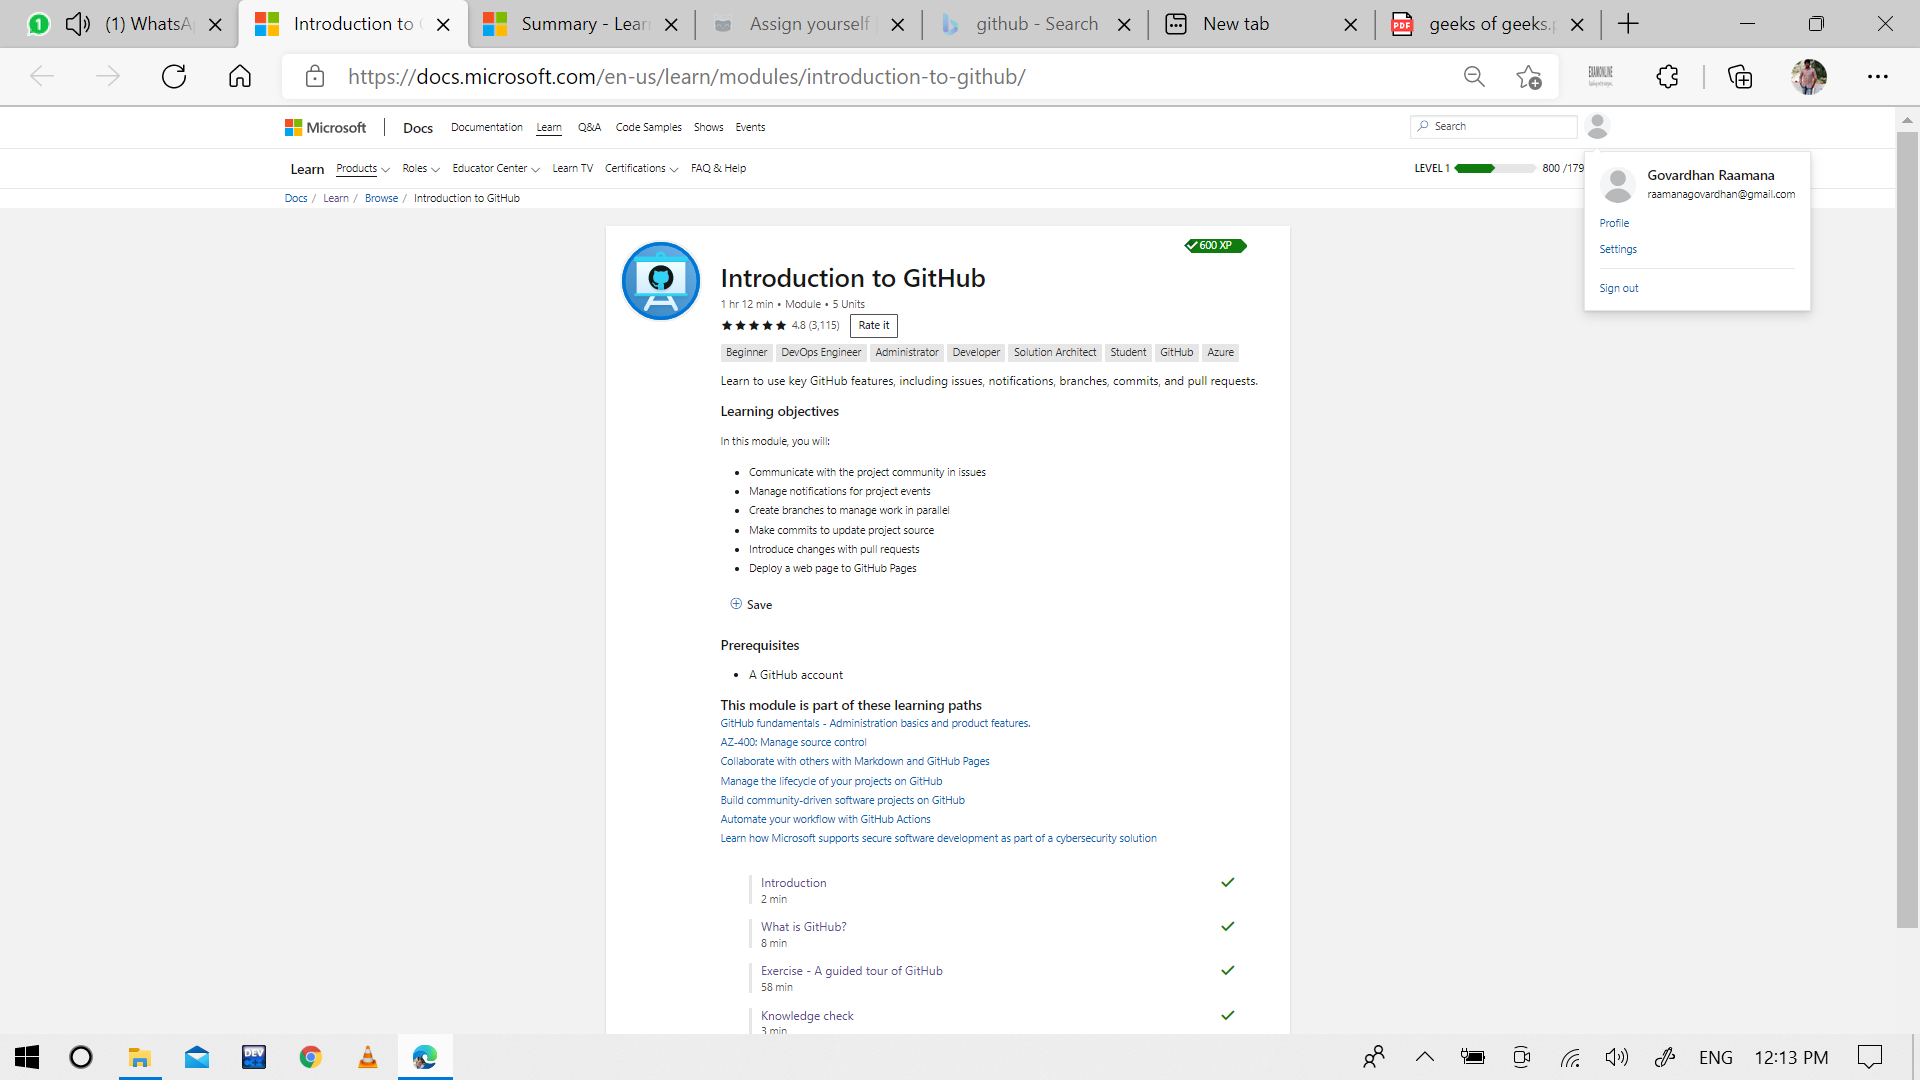 (1) WhatsA
Introduction to
Summary - Lear
Assign yourself
github - Search
New tab
geeks of geeks.p
https://docs.microsoft.com/en-us/learn/modules/introduction-to-github/
Microsoft
Docs
Documentation
Learn
Q&A
Code Samples
Shows
Events
Search
Learn
Products
Roles
Educator Center
Learn TV
Certifications
FAQ & Help
LEVEL 1
800 /179
Docs / Learn / Browse / Introduction to GitHub
Govardhan Raamana
raamanagovardhan@gmail.com
Profile
Settings
Sign out
600 XP
Introduction to GitHub
1 hr 12 min • Module • 5 Units
4.8 (3,115)
Rate it
Beginner
DevOps Engineer
Administrator
Developer
Solution Architect
Student
GitHub
Azure
Learn to use key GitHub features, including issues, notifications, branches, commits, and pull requests.
Learning objectives
In this module, you will:
• Communicate with the project community in issues
• Manage notifications for project events
• Create branches to manage work in parallel
• Make commits to update project source
• Introduce changes with pull requests
• Deploy a web page to GitHub Pages
Save
Prerequisites
• A GitHub account
This module is part of these learning paths
GitHub fundamentals - Administration basics and product features.
AZ-400: Manage source control
Collaborate with others with Markdown and GitHub Pages
Manage the lifecycle of your projects on GitHub
Build community-driven software projects on GitHub
Automate your workflow with GitHub Actions
Learn how Microsoft supports secure software development as part of a cybersecurity solution
Introduction
2 min
What is GitHub?
8 min
Exercise - A guided tour of GitHub
58 min
Knowledge check
3 min
DEV
ENG
12:13 PM